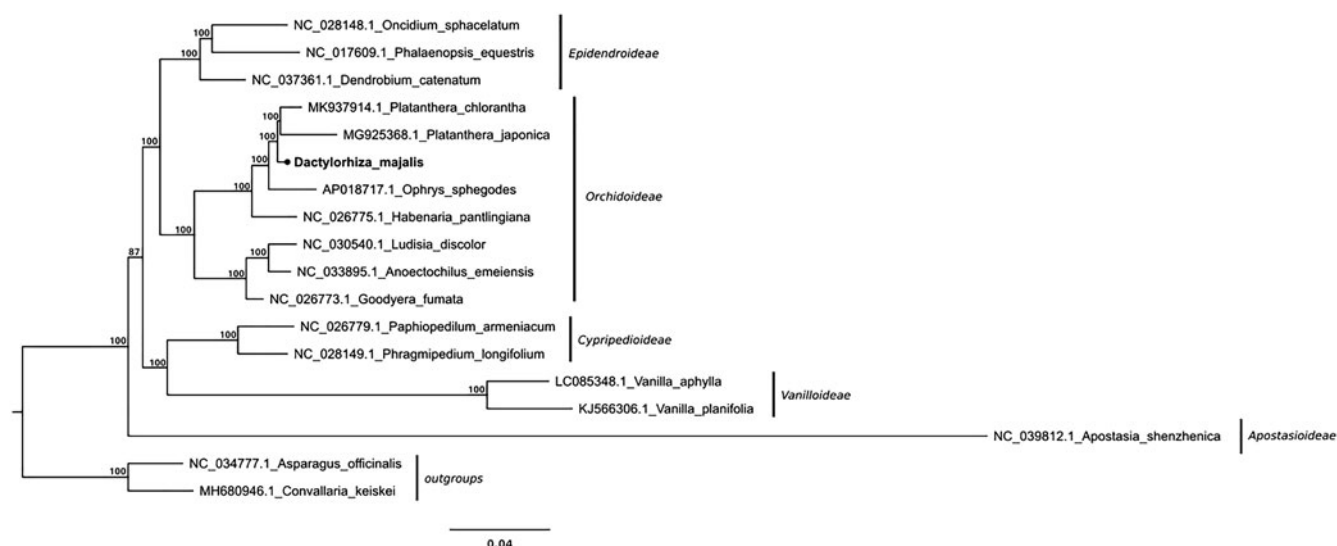 NC_028148.1_Oncidium_sphacelatum
100
NC_017609.1_Phalaenopsis_equestris
Epidendroideae
100
NC_037361.1_Dendrobium_catenatum
MK937914.1_Platanthera_chlorantha
100
MG925368.1_Platanthera_japonica
100
100
Dactylorhiza_majalis
100
AP018717.1_Ophrys_sphegodes
Orchidoideae
100
NC_026775.1_Habenaria_pantlingiana
100
NC_030540.1_Ludisia_discolor
100
87
NC_033895.1_Anoectochilus_emeiensis
100
NC_026773.1_Goodyera_fumata
NC_026779.1_Paphiopedilum_armeniacum
100
Cypripedioideae
100
NC_028149.1_Phragmipedium_longifolium
100
LC085348.1_Vanilla_aphylla
100
Vanilloideae
KJ566306.1_Vanilla_planifolia
NC_039812.1_Apostasia_shenzhenica
Apostasioideae
NC_034777.1_Asparagus_officinalis
100
outgroups
MH680946.1_Convallaria_keiskei
0.04